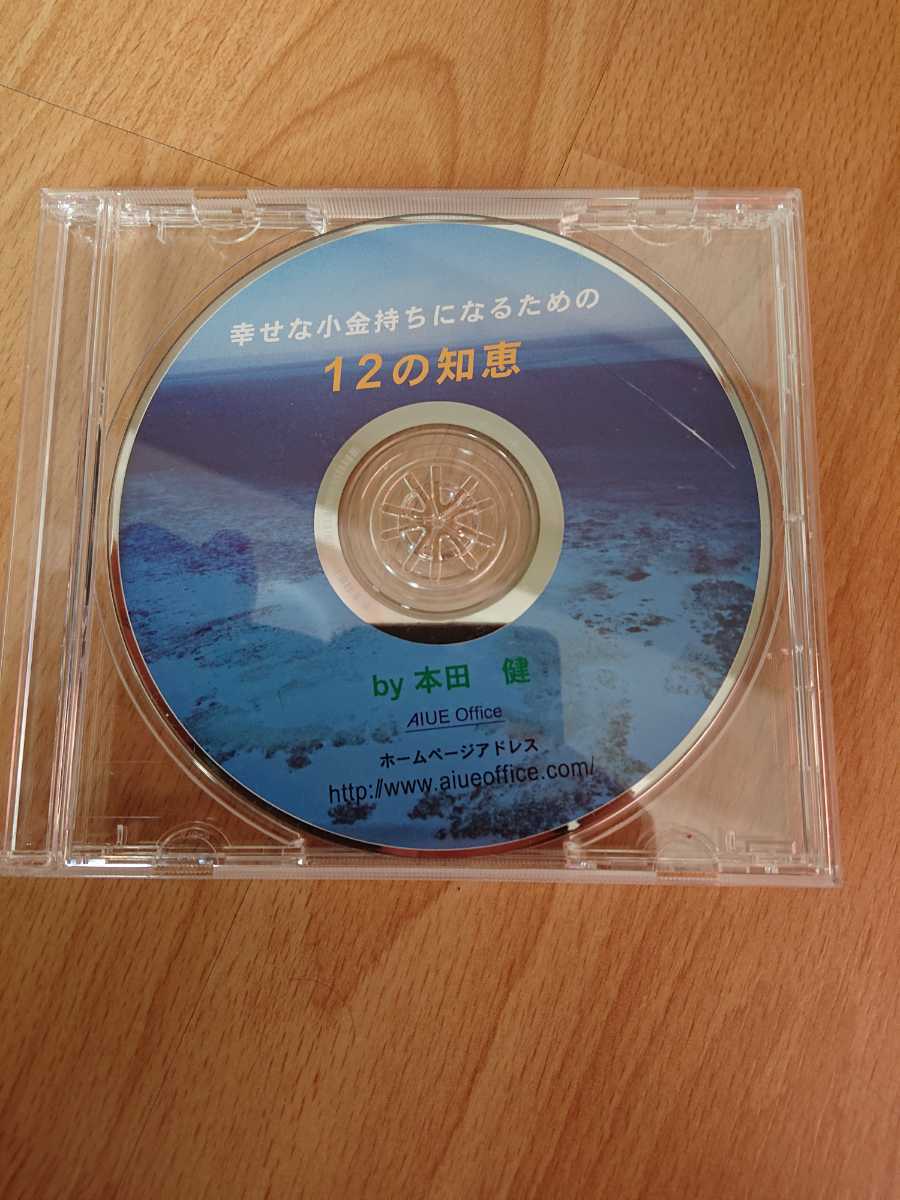 幸せな小金持ちになるための
12の知恵
by 本田　健
AIUE Office
ホームページアドレス
http://www.aiueoffice.com/